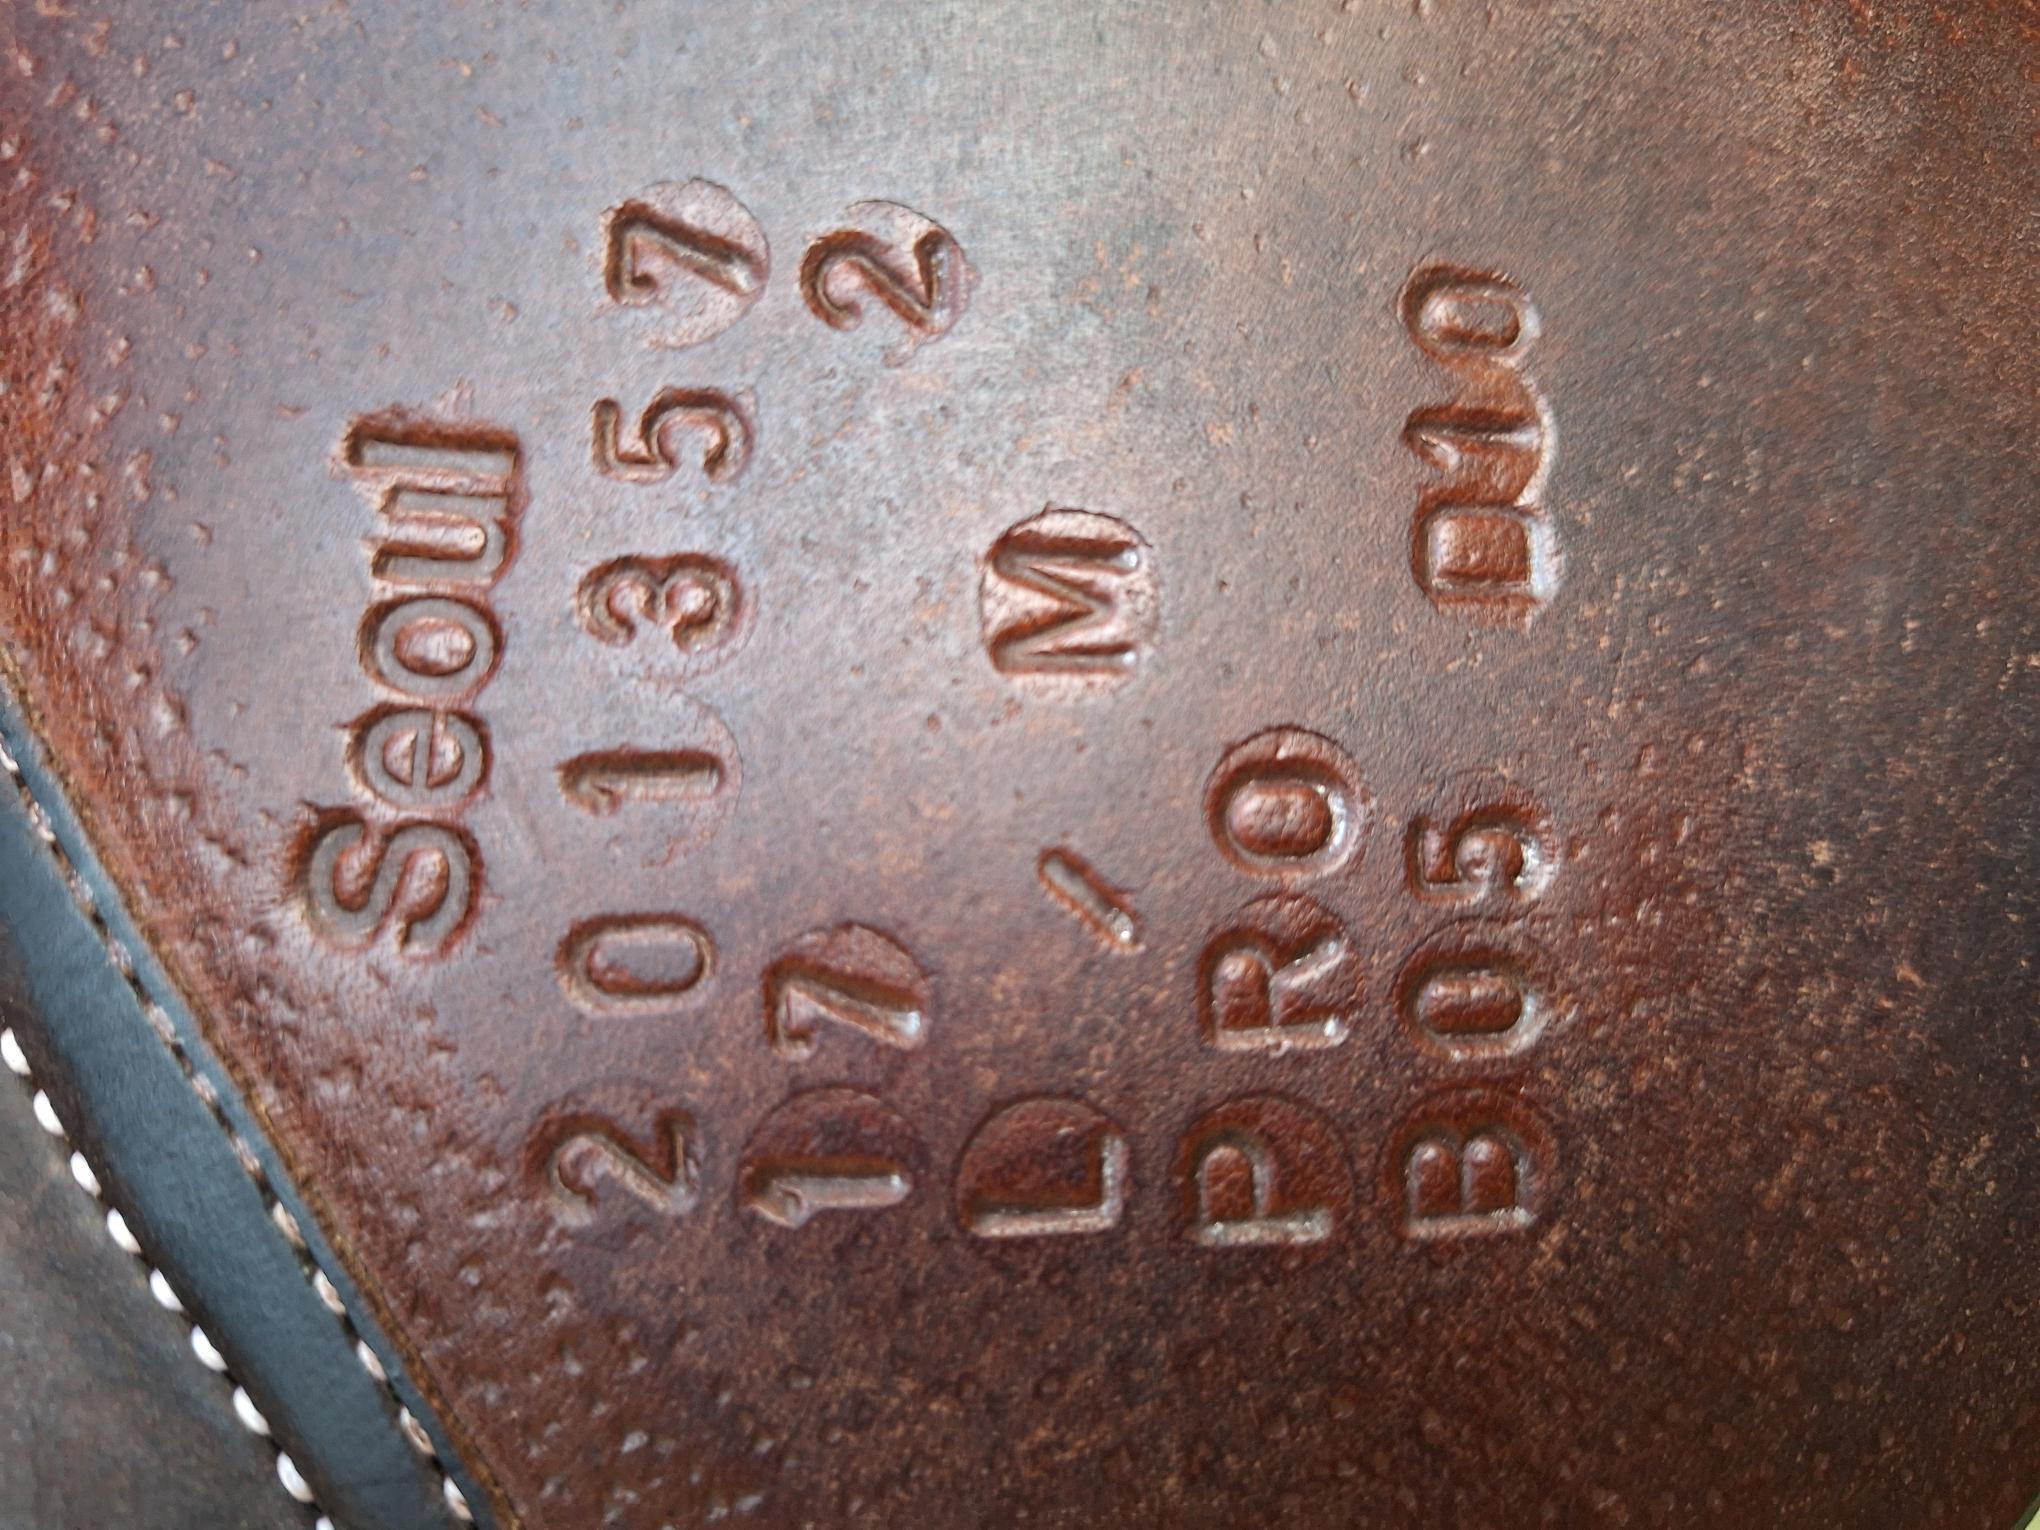 Seoul
201357
17 2
L / M
PRO
B05 D10